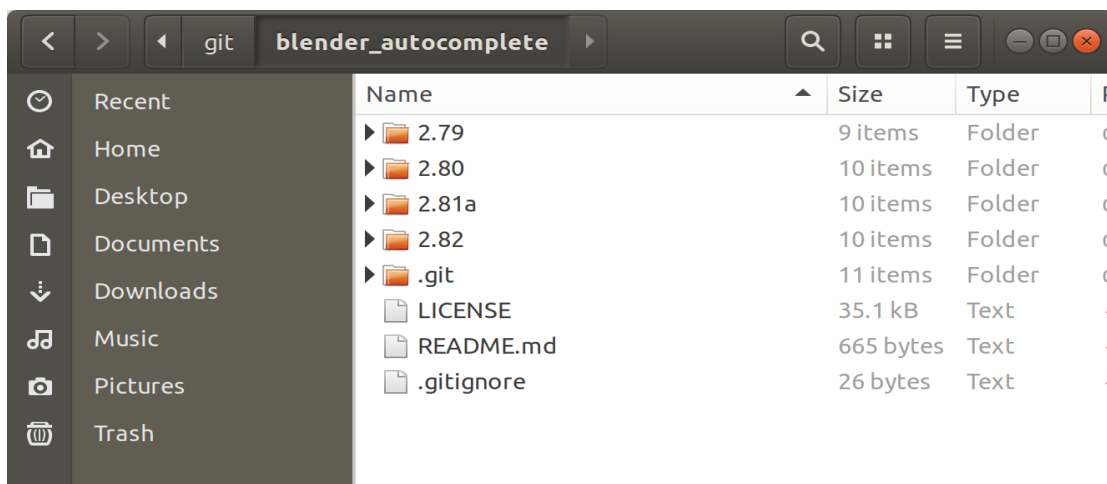 git blender_autocomplete
Recent
Home
Desktop
Documents
Downloads
Music
Pictures
Trash
Name Size Type
2.79 9 items Folder
2.80 10 items Folder
2.81a 10 items Folder
2.82 10 items Folder
.git 11 items Folder
LICENSE 35.1 kB Text
README.md 665 bytes Text
.gitignore 26 bytes Text